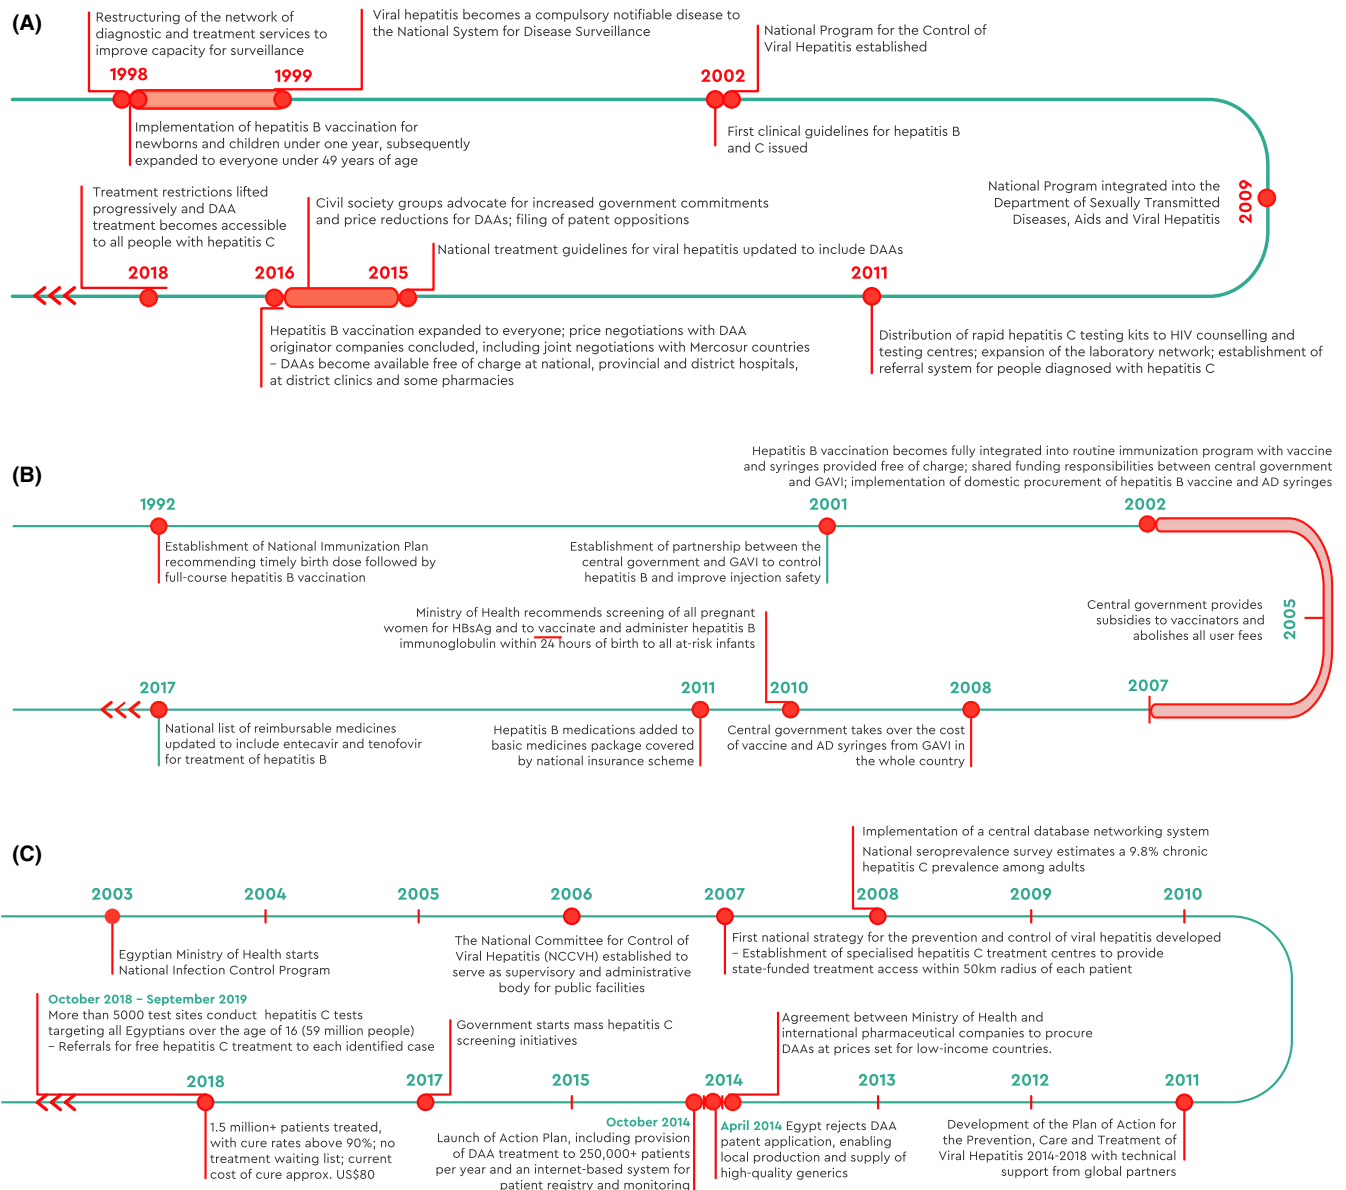 (A)
Restructuring of the network of
diagnostic and treatment services to
improve capacity for surveillance
Viral hepatitis becomes a compulsory notifiable disease to
the National System for Disease Surveillance
National Program for the Control of
Viral Hepatitis established
1998
1999
2002
Implementation of hepatitis B vaccination for
newborns and children under one year, subsequently
expanded to everyone under 49 years of age
First clinical guidelines for hepatitis B
and C issued
National Program integrated into the
Department of Sexually Transmitted
Diseases, Aids and Viral Hepatitis
2009
Treatment restrictions lifted
progressively and DAA
treatment becomes accessible
to all people with hepatitis C
Civil society groups advocate for increased government commitments
and price reductions for DAAs; filing of patent oppositions
National treatment guidelines for viral hepatitis updated to include DAAs
2018
2016
2015
2011
Hepatitis B vaccination expanded to everyone; price negotiations with DAA
originator companies concluded, including joint negotiations with Mercosur countries
– DAAs become available free of charge at national, provincial and district hospitals,
at district clinics and some pharmacies
Distribution of rapid hepatitis C testing kits to HIV counselling and
testing centres; expansion of the laboratory network; establishment of
referral system for people diagnosed with hepatitis C
(B)
Hepatitis B vaccination becomes fully integrated into routine immunization program with vaccine
and syringes provided free of charge; shared funding responsibilities between central government
and GAVI; implementation of domestic procurement of hepatitis B vaccine and AD syringes
1992
2001
2002
Establishment of National Immunization Plan
recommending timely birth dose followed by
full-course hepatitis B vaccination
Establishment of partnership between the
central government and GAVI to control
hepatitis B and improve injection safety
Central government provides
subsidies to vaccinators and
abolishes all user fees
2005
Ministry of Health recommends screening of all pregnant
women for HBsAg and to vaccinate and administer hepatitis B
immunoglobulin within 24 hours of birth to all at-risk infants
2017
2011
2010
2008
2007
National list of reimbursable medicines
updated to include entecavir and tenofovir
for treatment of hepatitis B
Hepatitis B medications added to
basic medicines package covered
by national insurance scheme
Central government takes over the cost
of vaccine and AD syringes from GAVI in
the whole country
(C)
Implementation of a central database networking system
National seroprevalence survey estimates a 9.8% chronic
hepatitis C prevalence among adults
2003
2004
2005
2006
2007
2008
2009
2010
Egyptian Ministry of Health starts
National Infection Control Program
The National Committee for Control of
Viral Hepatitis (NCCVH) established to
serve as supervisory and administrative
body for public facilities
First national strategy for the prevention and control of viral hepatitis developed
– Establishment of specialised hepatitis C treatment centres to provide
state-funded treatment access within 50km radius of each patient
October 2018 – September 2019
More than 5000 test sites conduct hepatitis C tests
targeting all Egyptians over the age of 16 (59 million people)
– Referrals for free hepatitis C treatment to each identified case
Government starts mass hepatitis C
screening initiatives
Agreement between Ministry of Health and
international pharmaceutical companies to procure
DAAs at prices set for low-income countries.
2018
2017
2015
2014
2013
2012
2011
1.5 million+ patients treated,
with cure rates above 90%; no
treatment waiting list; current
cost of cure approx. US$80
October 2014
Launch of Action Plan, including provision
of DAA treatment to 250,000+ patients
per year and an internet-based system for
patient registry and monitoring
April 2014 Egypt rejects DAA
patent application, enabling
local production and supply of
high-quality generics
Development of the Plan of Action for
the Prevention, Care and Treatment of
Viral Hepatitis 2014-2018 with technical
support from global partners